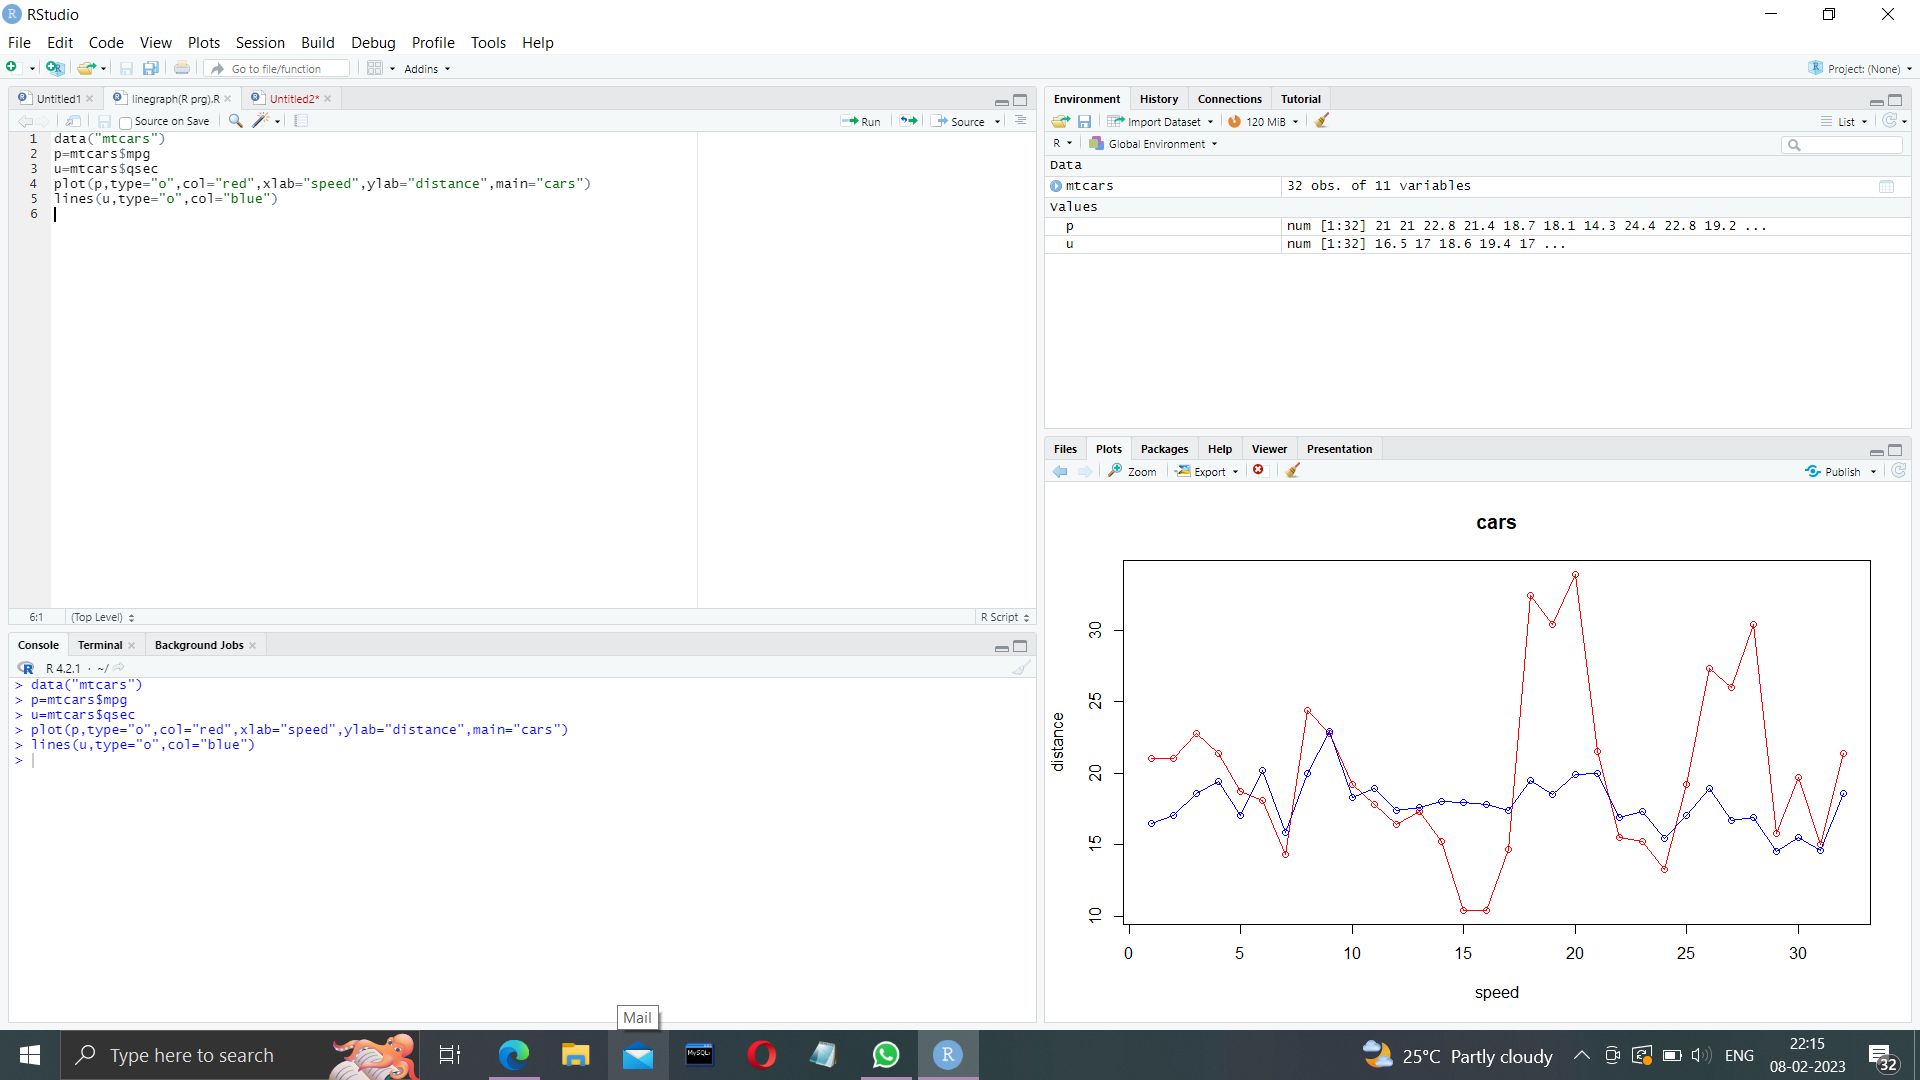 RStudio
File Edit Code View Plots Session Build Debug Profile Tools Help
Go to file/function Addins Project: (None)
Untitled1 linegraph(R prg).R Untitled2*
Source on Save Run Source
1 data("mtcars")
2 p=mtcars$mpg
3 u=mtcars$qsec
4 plot(p,type="o",col="red",xlab="speed",ylab="distance",main="cars")
5 lines(u,type="o",col="blue")
6
6:1 (Top Level) R Script
Console Terminal Background Jobs
R 4.2.1 · ~/
> data("mtcars")
> p=mtcars$mpg
> u=mtcars$qsec
> plot(p,type="o",col="red",xlab="speed",ylab="distance",main="cars")
> lines(u,type="o",col="blue")
>
Environment History Connections Tutorial
Import Dataset 120 MiB List
R Global Environment
Data
mtcars 32 obs. of 11 variables
Values
p num [1:32] 21 21 22.8 21.4 18.7 18.1 14.3 24.4 22.8 19.2 ...
u num [1:32] 16.5 17 18.6 19.4 17 ...
Files Plots Packages Help Viewer Presentation
Zoom Export Publish
cars
distance
30
25
20
15
10
0 5 10 15 20 25 30
speed
Mail
Type here to search
MySQL
R
25°C Partly cloudy
ENG
22:15
08-02-2023
32